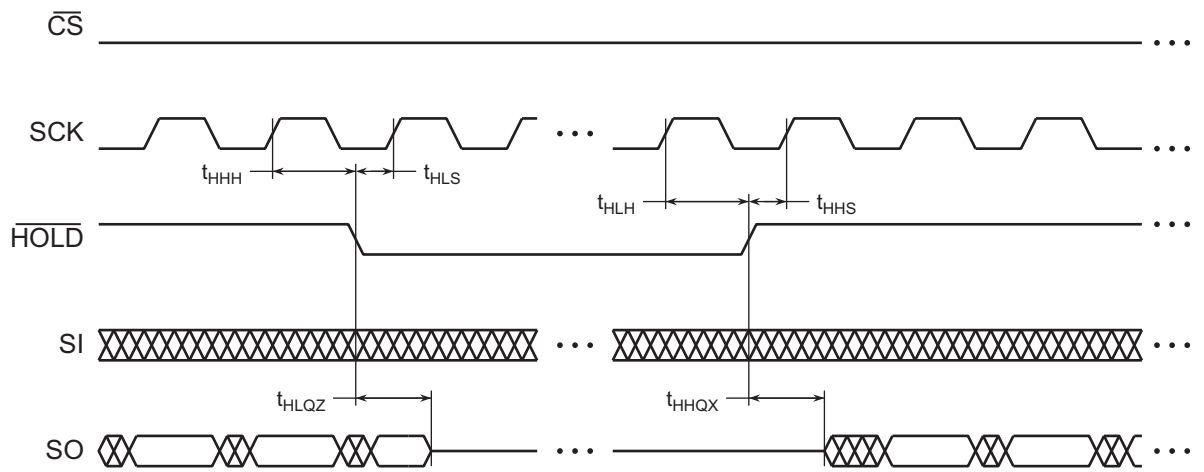 CS
SCK
tHHH
tHLS
tHLH
tHHS
HOLD
SI
tHLQZ
tHHQX
SO